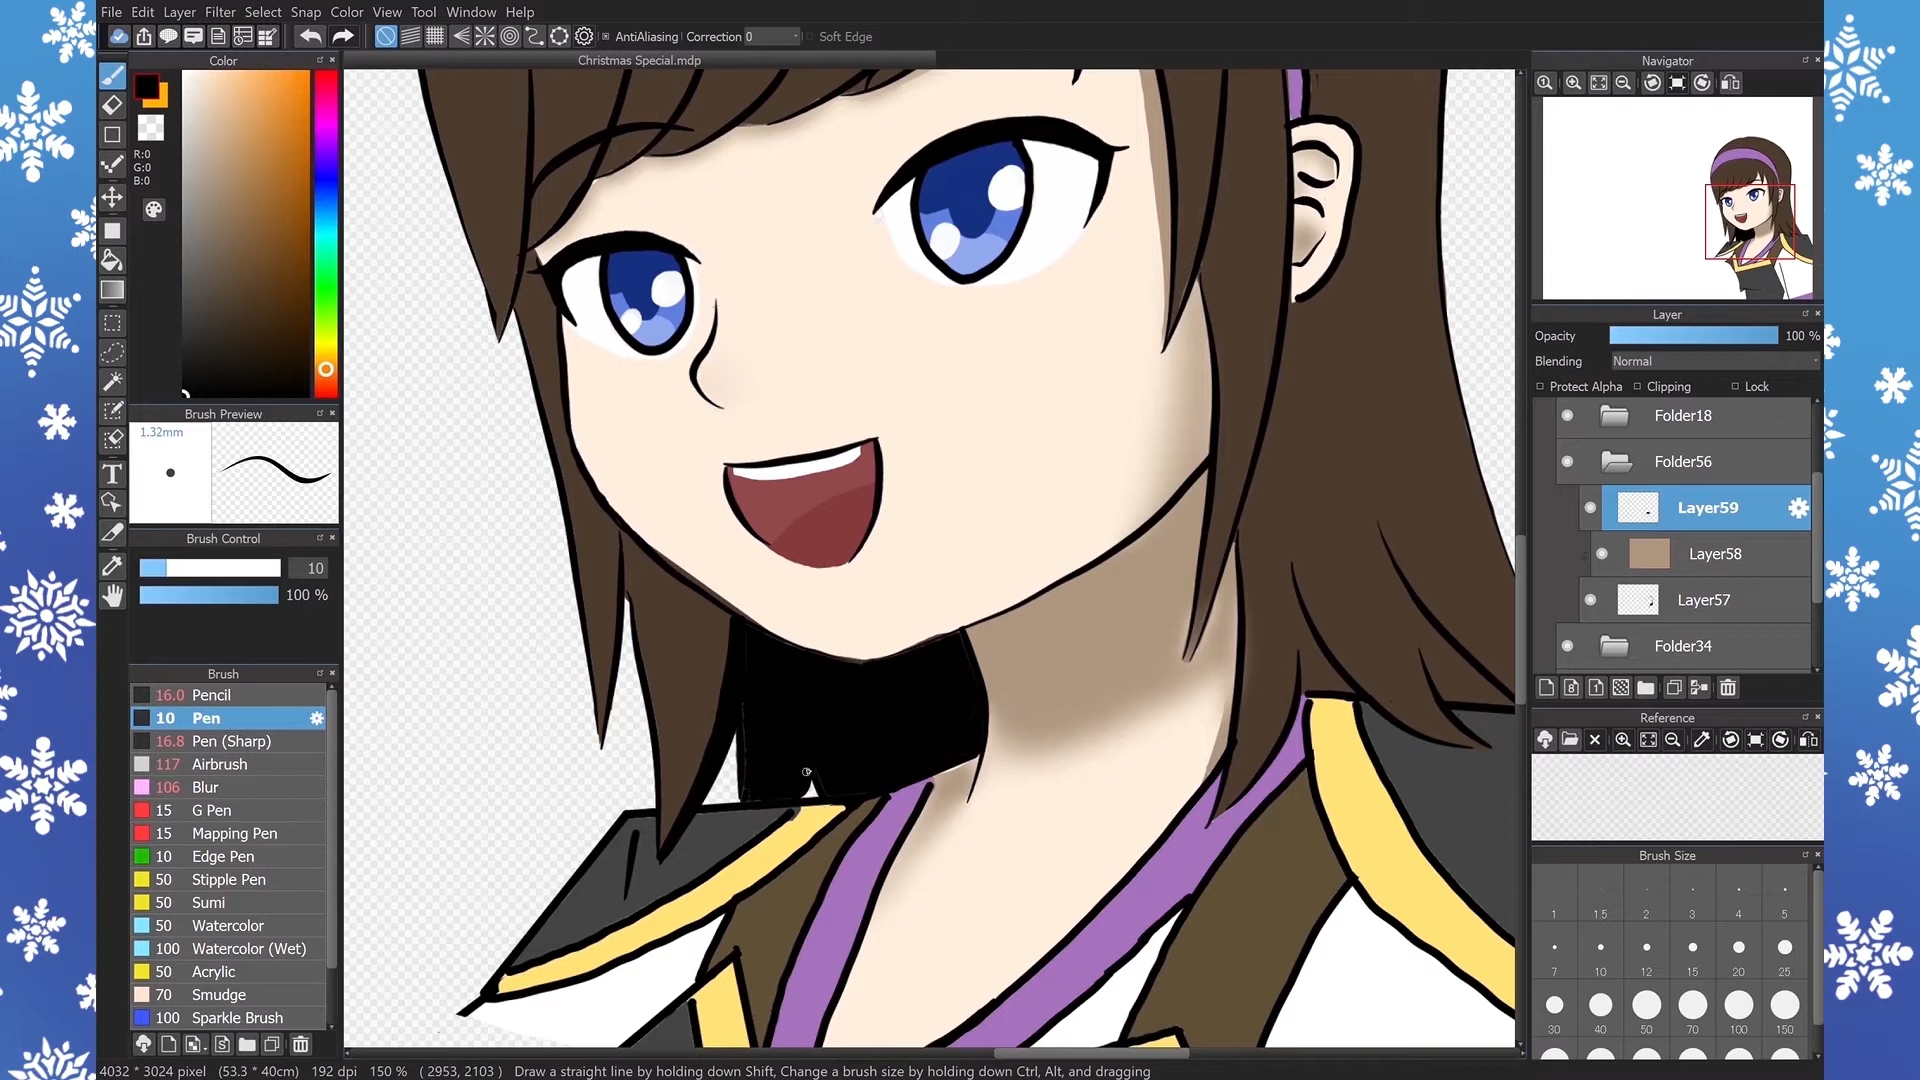 File Edit Layer Filter Select Snap Color View Tool Window Help
AntiAliasing Correction 0 Soft Edge
Color
Christmas Special.mdp
Navigator
R:0
G:0
B:0
Brush Preview
1.32mm
Brush Control
10
100 %
Brush
16.0 Pencil
10 Pen
16.8 Pen (Sharp)
117 Airbrush
106 Blur
15 G Pen
15 Mapping Pen
10 Edge Pen
50 Stipple Pen
50 Sumi
50 Watercolor
100 Watercolor (Wet)
50 Acrylic
70 Smudge
100 Sparkle Brush
Layer
Opacity 100 %
Blending Normal
Protect Alpha Clipping Lock
Folder18
Folder56
Layer59
Layer58
Layer57
Folder34
Reference
Brush Size
1 1.5 2 3 4 5
7 10 12 15 20 25
30 40 50 70 100 150
4032 * 3024 pixel (53.3 * 40cm) 192 dpi 150 % ( 2953, 2103 ) Draw a straight line by holding down Shift, Change a brush size by holding down Ctrl, Alt, and dragging